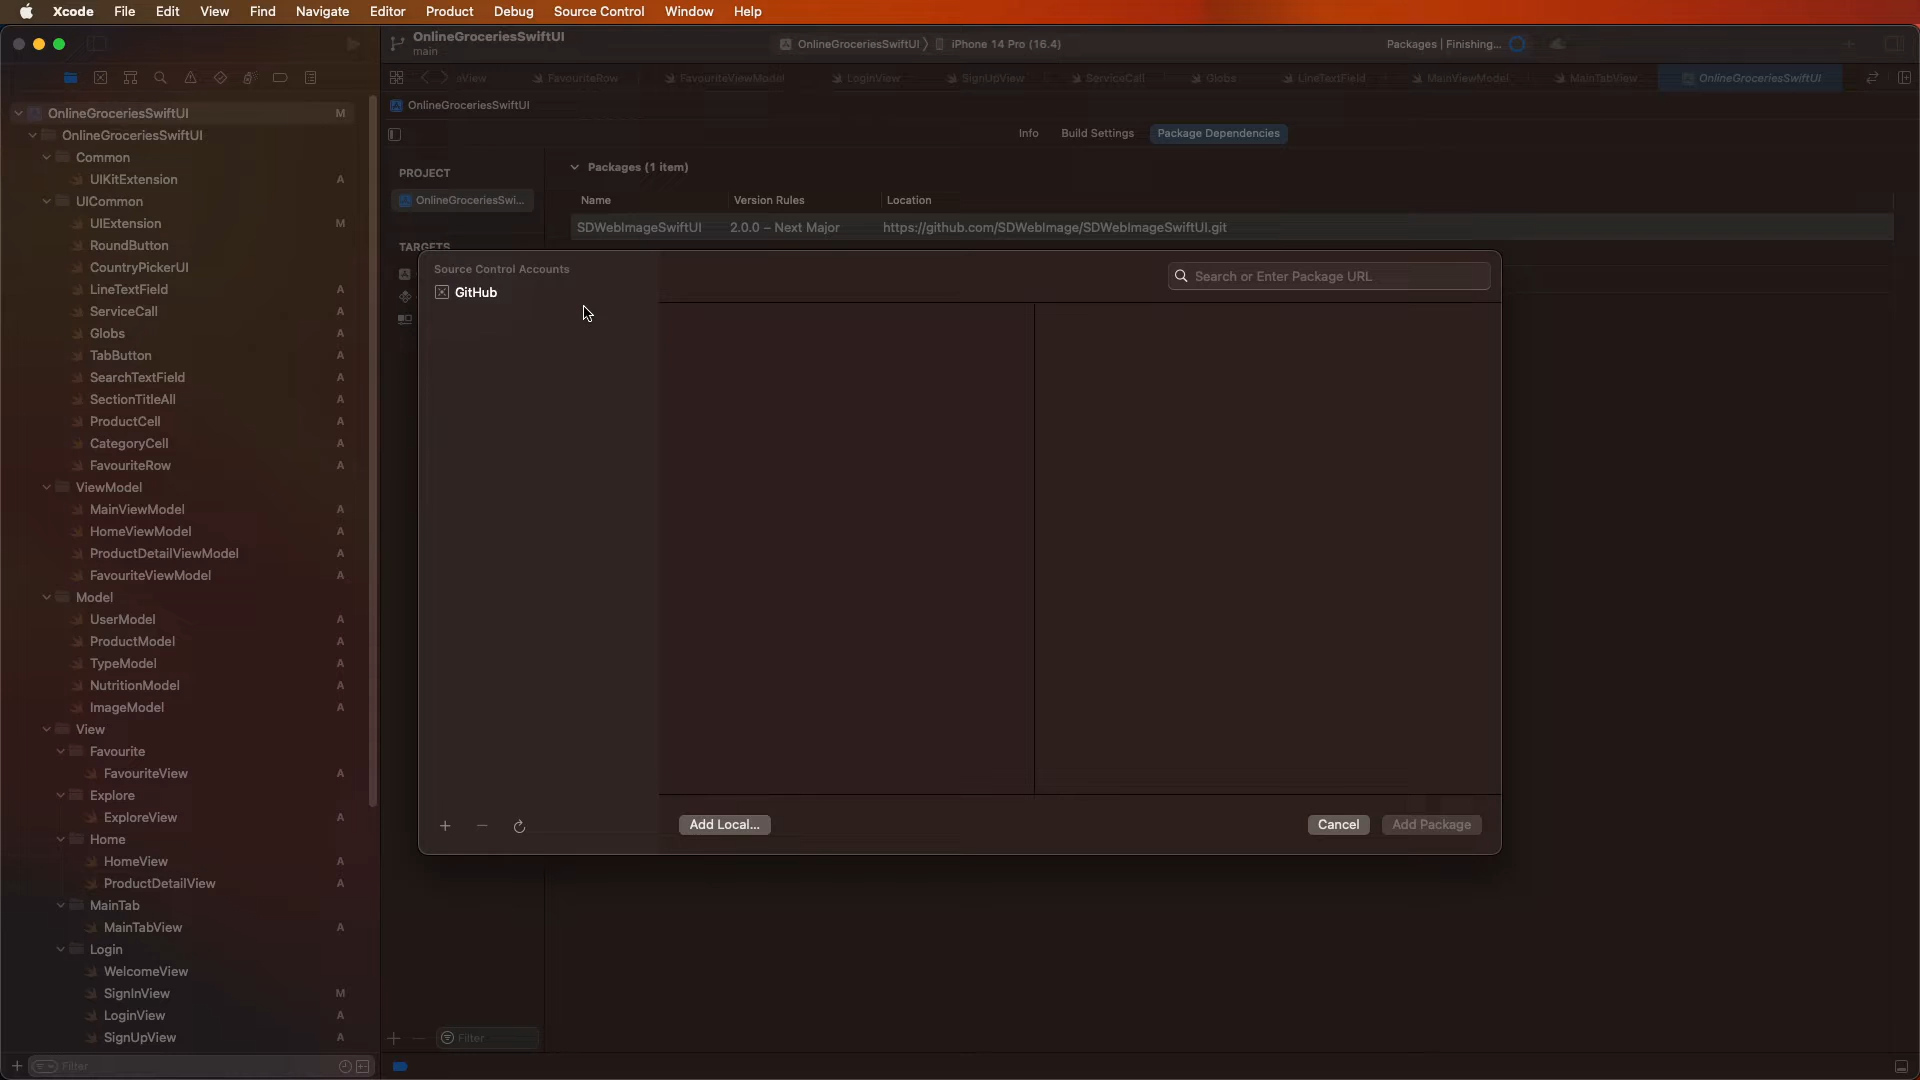 Xcode File Edit View Find Navigate Editor Product Debug Source Control Window Help
OnlineGroceriesSwiftUI
main
OnlineGroceriesSwiftUI iPhone 14 Pro (16.4)
Packages | Finishing...
eView FavouriteRow FavouriteViewModel LoginView SignUpView ServiceCall Globs LineTextField MainViewModel MainTabView OnlineGroceriesSwiftUI
OnlineGroceriesSwiftUI
Info Build Settings Package Dependencies
OnlineGroceriesSwiftUI M
OnlineGroceriesSwiftUI
Common
UIKitExtension A
UICommon
UIExtension M
RoundButton
CountryPickerUI
LineTextField A
ServiceCall A
Globs A
TabButton A
SearchTextField A
SectionTitleAll A
ProductCell A
CategoryCell A
FavouriteRow A
ViewModel
MainViewModel A
HomeViewModel A
ProductDetailViewModel A
FavouriteViewModel A
Model
UserModel A
ProductModel A
TypeModel A
NutritionModel A
ImageModel A
View
Favourite
FavouriteView A
Explore
ExploreView A
Home
HomeView A
ProductDetailView A
MainTab
MainTabView A
Login
WelcomeView
SignInView M
LoginView A
SignUpView A
Filter
PROJECT
OnlineGroceriesSwi...
TARGETS
Filter
Packages (1 item)
Name Version Rules Location
SDWebImageSwiftUI 2.0.0 – Next Major https://github.com/SDWebImage/SDWebImageSwiftUI.git
Source Control Accounts
GitHub
Search or Enter Package URL
Add Local...
Cancel
Add Package